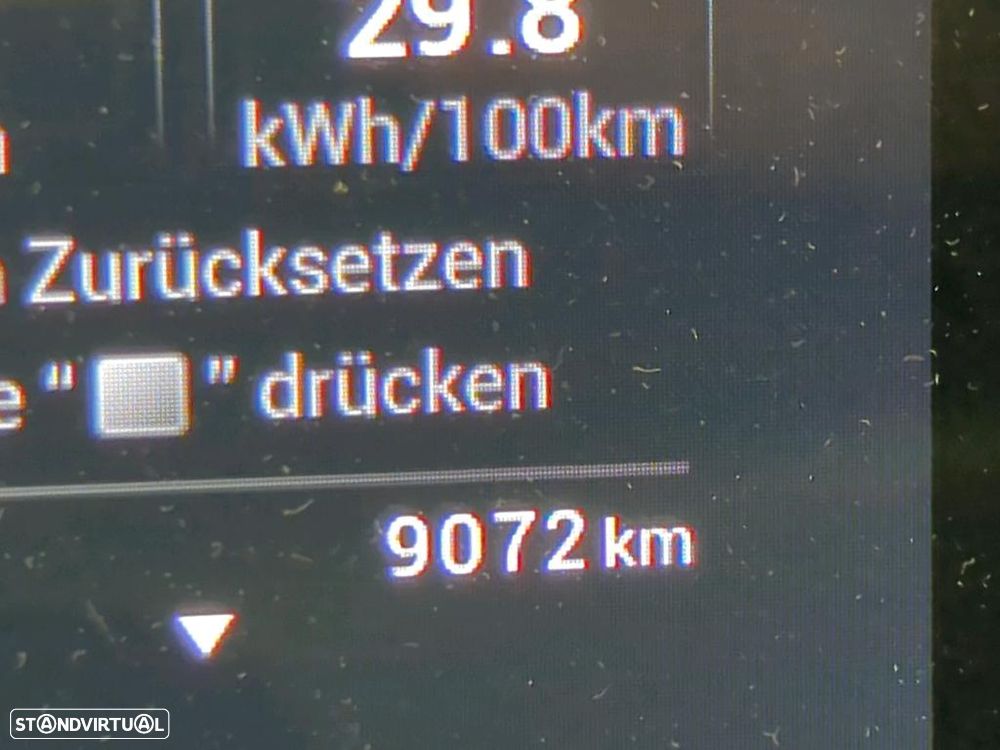 29.8
kWh/100km
Zurücksetzen
" " drücken
9072 km
STANDVIRTUAL